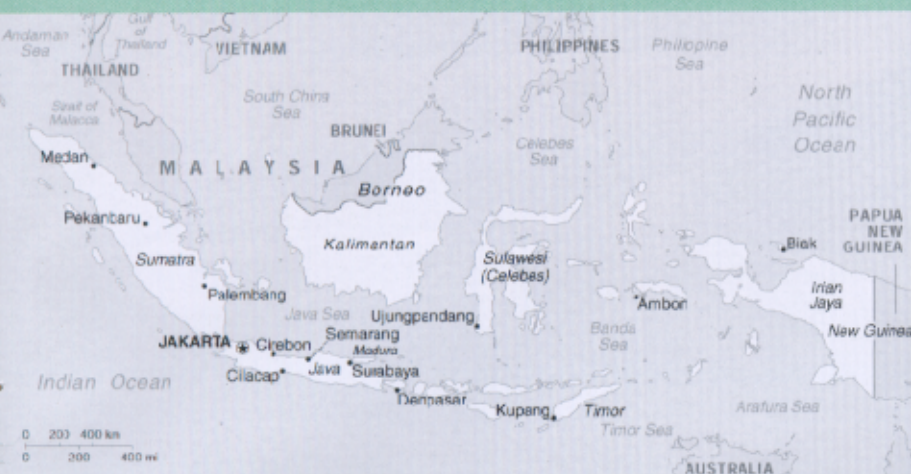 Andaman
Sea
Gulf
of
Thailand
VIETNAM
PHILIPPINES
Philippine
Sea
THAILAND
North
Pacific
Ocean
South China
Sea
Strait of
Malacca
BRUNEI
Celebes
Sea
Medan
MALAYSIA
Borneo
Pekanbaru
PAPUA
NEW
GUINEA
Kalimantan
Biak
Sumatra
Sulawesi
(Celebes)
Irian
Jaya
Palembang
Ambon
Java Sea
Ujungpandang
Banda
Sea
New Guinea
Semarang
JAKARTA
Cirebon
Madura
Java
Surabaya
Cilacap
Indian Ocean
Denpasar
Kupang
Timor
Arafura Sea
Timor Sea
0 200 400 km
0 200 400 mi
AUSTRALIA